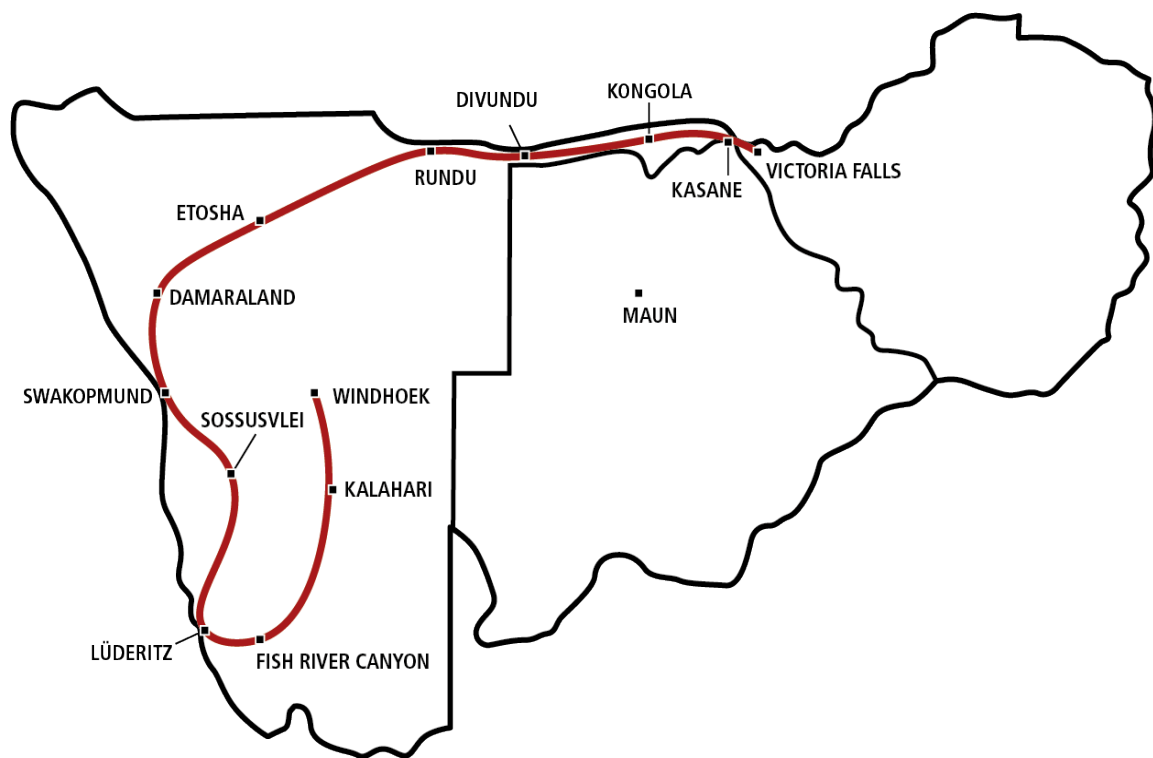 KONGOLA
DIVUNDU
RUNDU
KASANE
VICTORIA FALLS
ETOSHA
DAMARALAND
MAUN
SWAKOPMUND
WINDHOEK
SOSSUSVLEI
KALAHARI
LÜDERITZ
FISH RIVER CANYON